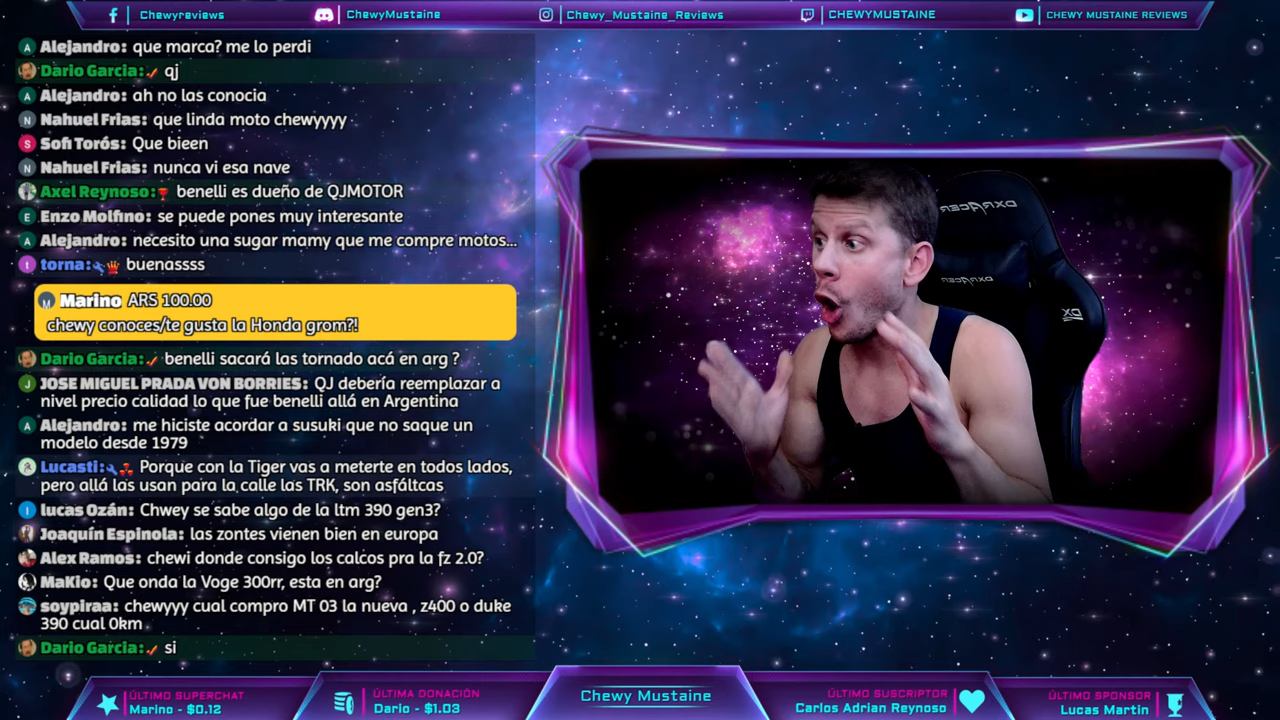 Chewyreviews
ChewyMustaine
Chewy_Mustaine_Reviews
CHEWYMUSTAINE
CHEWY MUSTAINE REVIEWS
A Alejandro: que marca? me lo perdi
Dario Garcia: qj
A Alejandro: ah no las conocia
N Nahuel Frias: que linda moto chewyyyy
S Sofi Torós: Que bieen
N Nahuel Frias: nunca vi esa nave
Axel Reynoso: benelli es dueño de QJMOTOR
E Enzo Molfino: se puede pones muy interesante
A Alejandro: necesito una sugar mamy que me compre motos...
t torna: buenassss
M Marino ARS 100.00
chewy conoces/te gusta la Honda grom?!
Dario Garcia: benelli sacará las tornado acá en arg ?
J JOSE MIGUEL PRADA VON BORRIES: QJ debería reemplazar a
nivel precio calidad lo que fue benelli allá en Argentina
A Alejandro: me hiciste acordar a susuki que no saque un
modelo desde 1979
Lucasti: Porque con la Tiger vas a meterte en todos lados,
pero allá las usan para la calle las TRK, son asfáltcas
l lucas Ozán: Chwey se sabe algo de la ltm 390 gen3?
Joaquín Espinola: las zontes vienen bien en europa
Alex Ramos: chewi donde consigo los calcos pra la fz 2.0?
MaKio: Que onda la Voge 300rr, esta en arg?
soypiraa: chewyyy cual compro MT 03 la nueva , z400 o duke
390 cual 0km
Dario Garcia: si
DXRACER
DXRACER
DX
ÚLTIMO SUPERCHAT
Marino - $0.12
ÚLTIMA DONACIÓN
Dario - $1.03
Chewy Mustaine
ÚLTIMO SUSCRIPTOR
Carlos Adrian Reynoso
ÚLTIMO SPONSOR
Lucas Martin